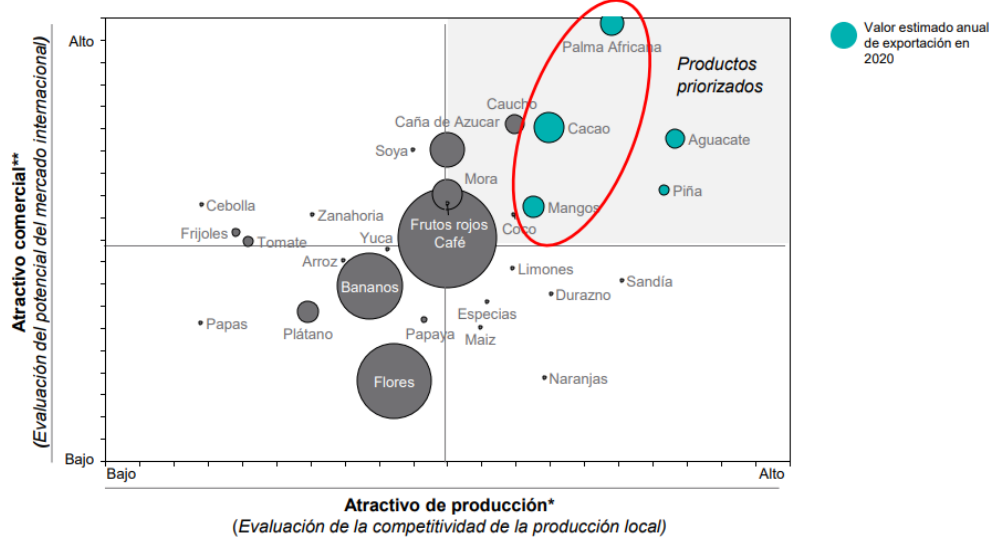 Atractivo comercial**
(Evaluación del potencial del mercado internacional)
Alto
Bajo
Palma Africana
Productos
priorizados
Valor estimado anual
de exportación en
2020
Caucho
Caña de Azucar
Cacao
Aguacate
Soya
Mora
Piña
Mangos
Cebolla
Zanahoria
Frutos rojos
Café
Coco
Frijoles
Tomate
Yuca
Arroz
Bananos
Limones
Sandía
Durazno
Especias
Papas
Plátano
Papaya
Maiz
Flores
Naranjas
Bajo
Alto
Atractivo de producción*
(Evaluación de la competitividad de la producción local)